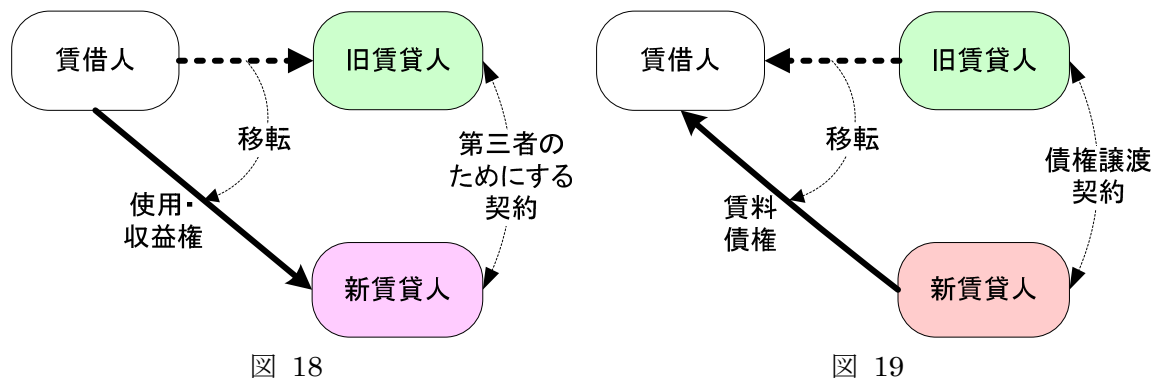 賃借人
旧賃貸人
移転
第三者の
ためにする
契約
使用・
収益権
新賃貸人
図 18
賃借人
旧賃貸人
移転
債権譲渡
契約
賃料
債権
新賃貸人
図 19